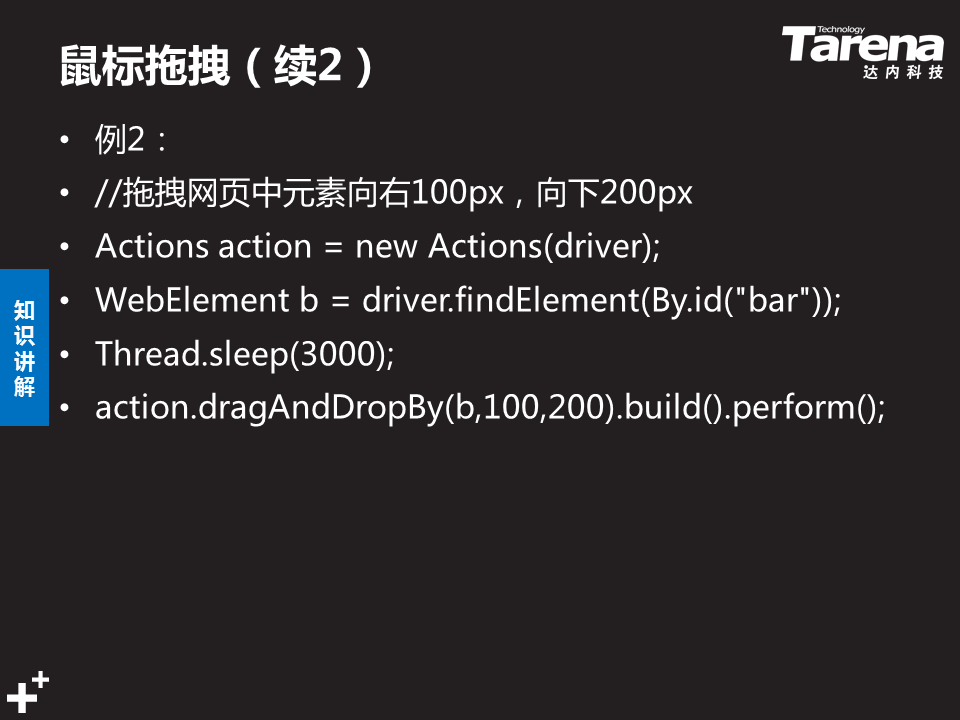 鼠标拖拽（续2）
Technology
Tarena
达内科技
• 例2：
• //拖拽网页中元素向右100px，向下200px
• Actions action = new Actions(driver);
• WebElement b = driver.findElement(By.id("bar"));
• Thread.sleep(3000);
• action.dragAndDropBy(b,100,200).build().perform();
知
识
讲
解